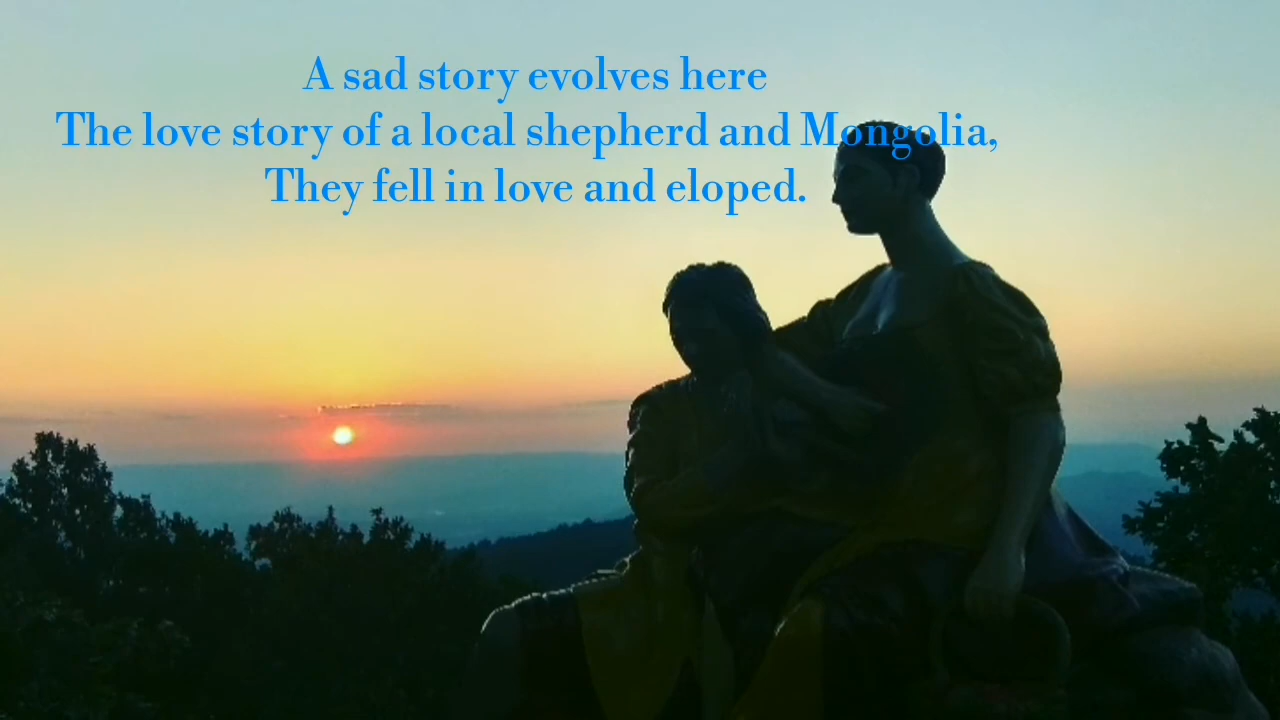 A sad story evolves here
The love story of a local shepherd and Mongolia,
They fell in love and eloped.